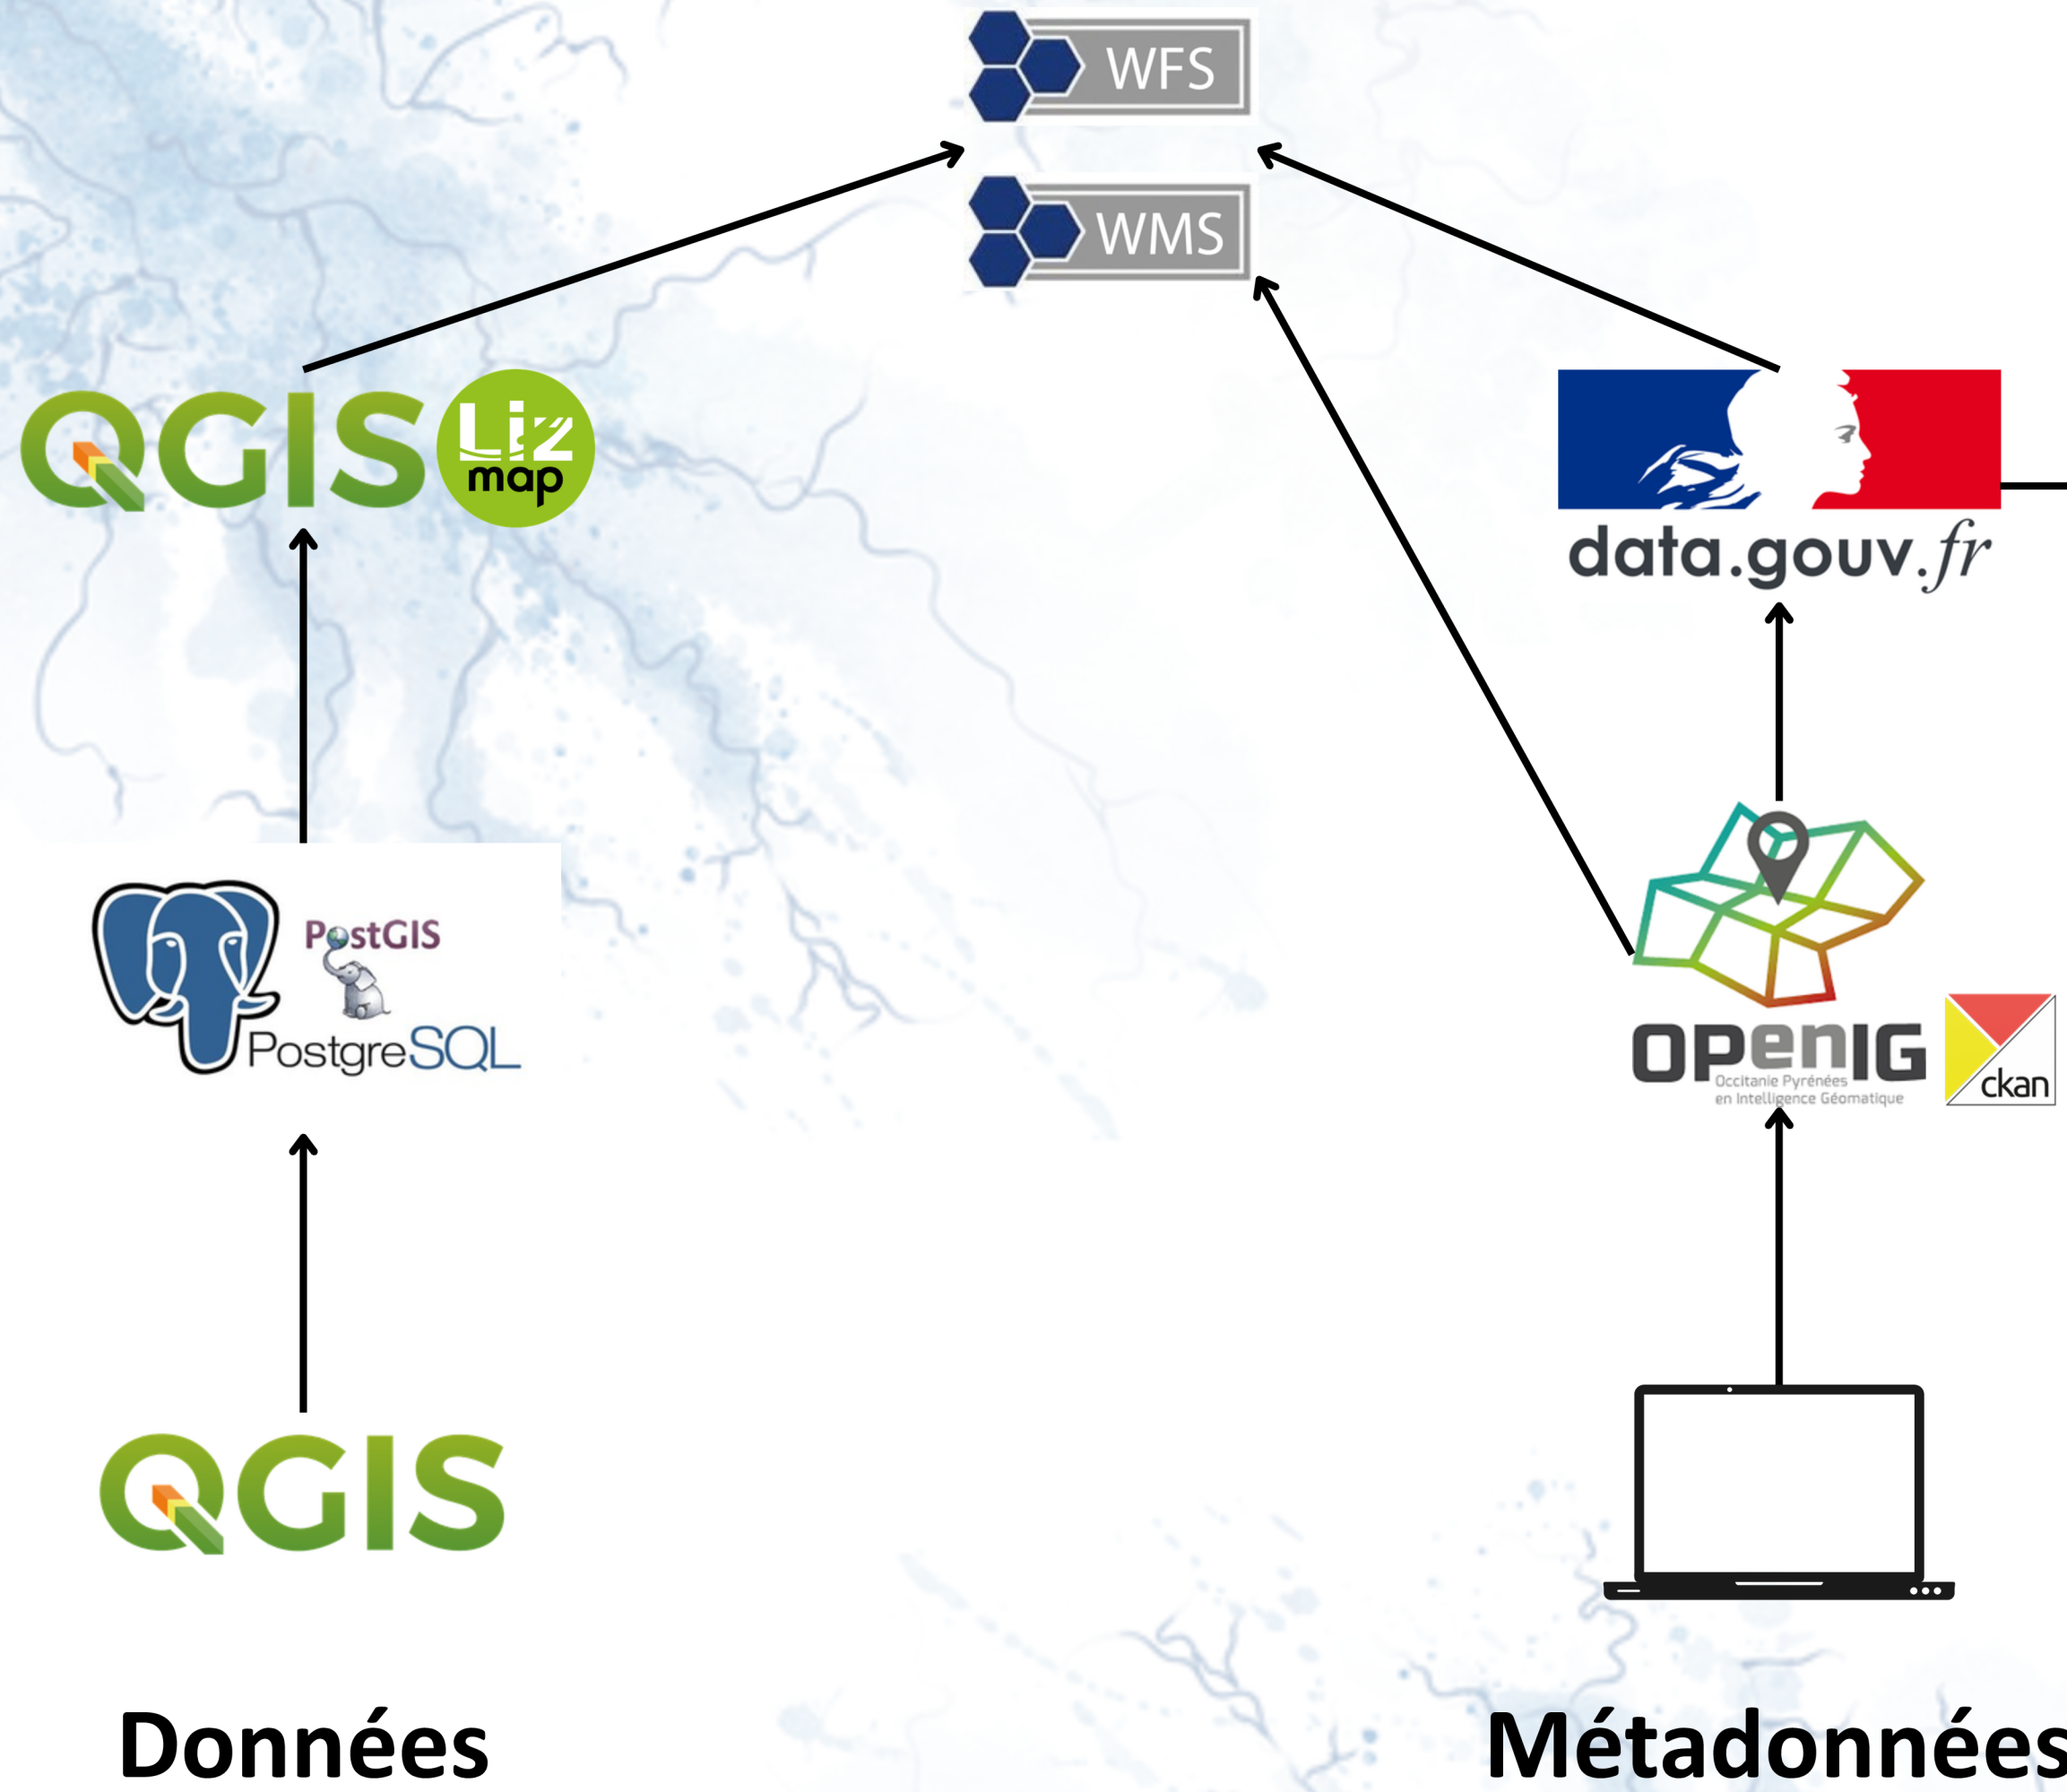 WFS
WMS
QGIS
Liz
map
data.gouv.fr
PostGIS
PostgreSQL
OPenIG
Occitanie Pyrénées
en Intelligence Géomatique
ckan
QGIS
Données
Métadonnées